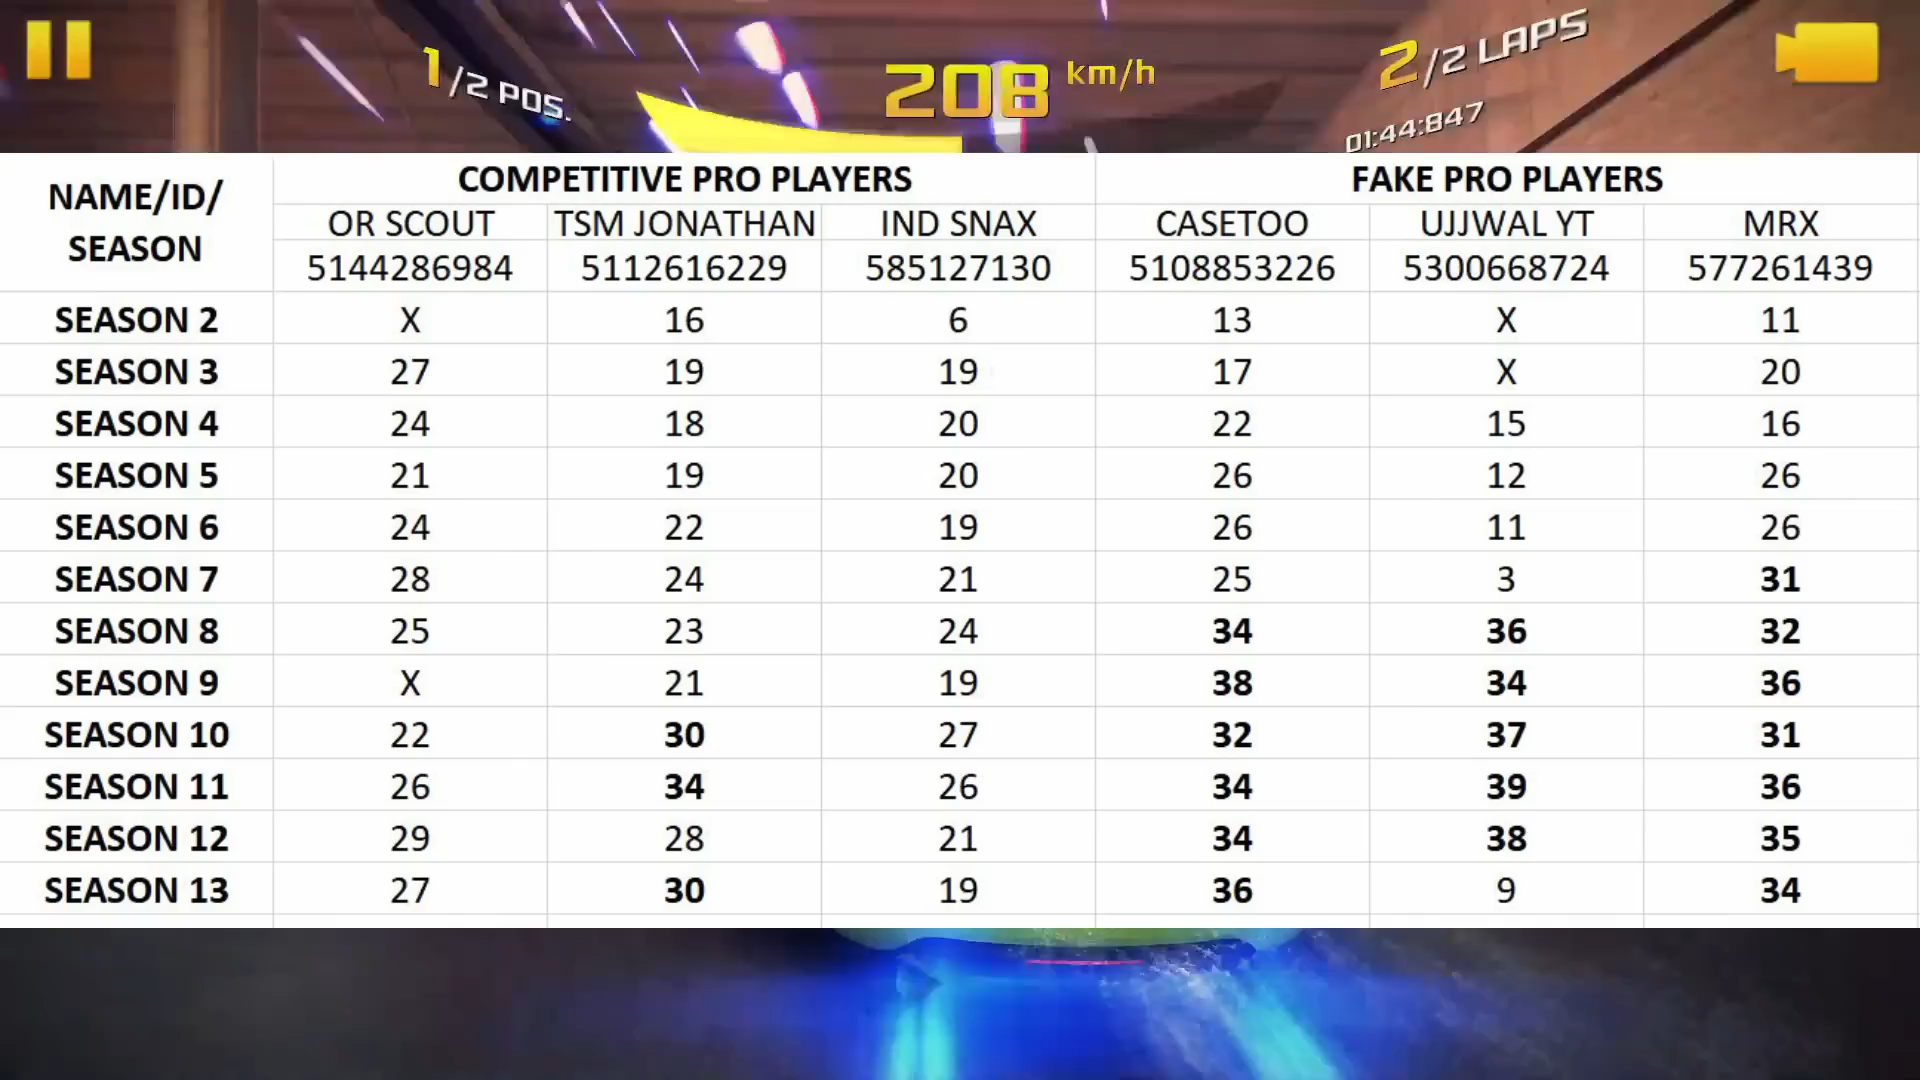 1/2 POS.
208 km/h
2/2 LAPS
01:44:847
NAME/ID/SEASON COMPETITIVE PRO PLAYERS FAKE PRO PLAYERS
OR SCOUT TSM JONATHAN IND SNAX CASETOO UJJWAL YT MRX
5144286984 5112616229 585127130 5108853226 5300668724 577261439
SEASON 2 X 16 6 13 X 11
SEASON 3 27 19 19 17 X 20
SEASON 4 24 18 20 22 15 16
SEASON 5 21 19 20 26 12 26
SEASON 6 24 22 19 26 11 26
SEASON 7 28 24 21 25 3 31
SEASON 8 25 23 24 34 36 32
SEASON 9 X 21 19 38 34 36
SEASON 10 22 30 27 32 37 31
SEASON 11 26 34 26 34 39 36
SEASON 12 29 28 21 34 38 35
SEASON 13 27 30 19 36 9 34